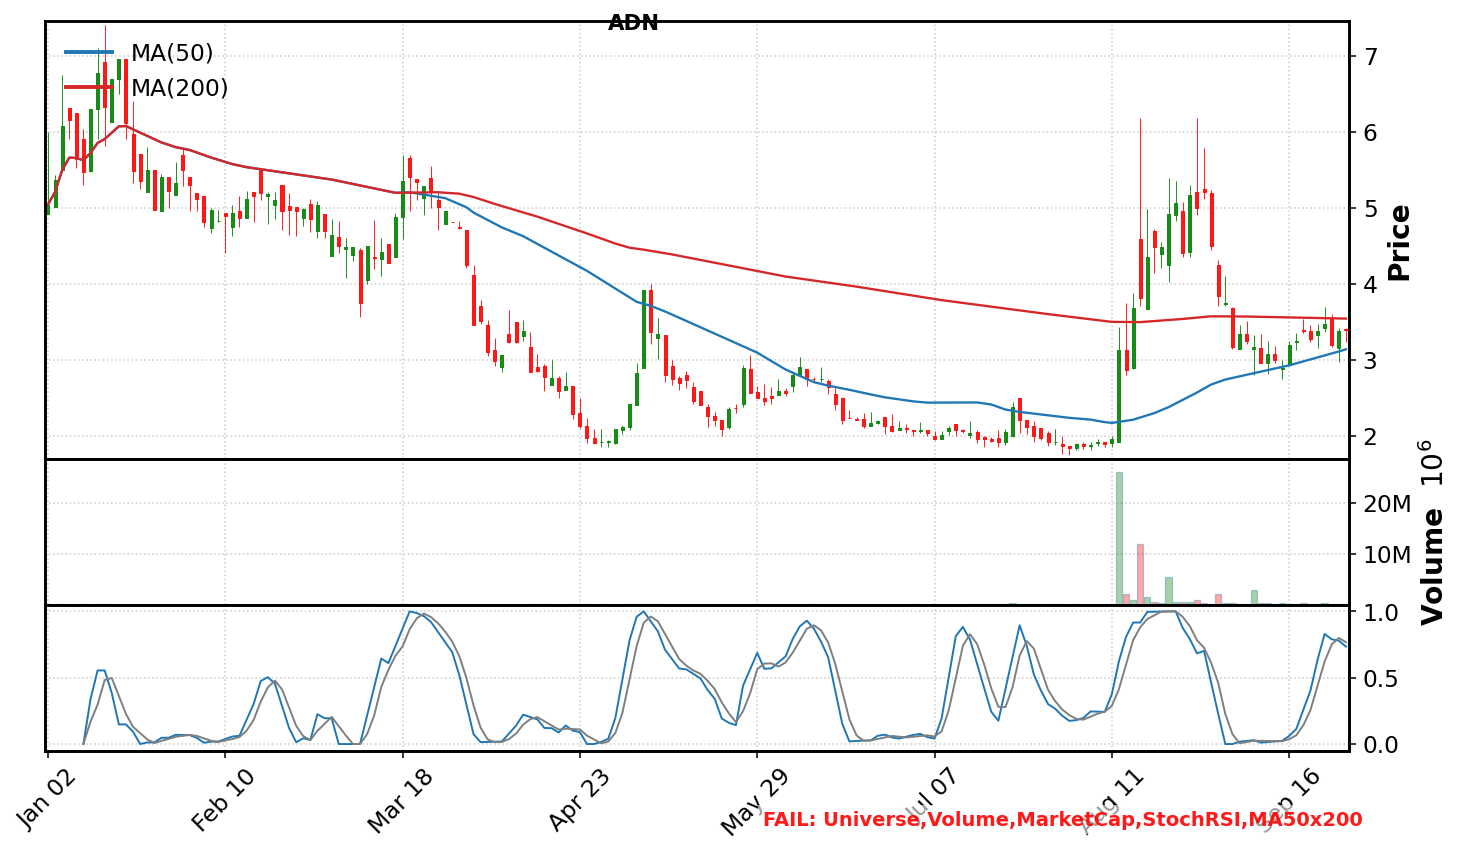 ADN
MA(50)
MA(200)
7
6
5
4
3
2
Price
20M
10M
Volume 10^6
1.0
0.5
0.0
Jan 02
Feb 10
Mar 18
Apr 23
May 29
Jul 07
Aug 11
Sep 16
FAIL: Universe,Volume,MarketCap,StochRSI,MA50x200